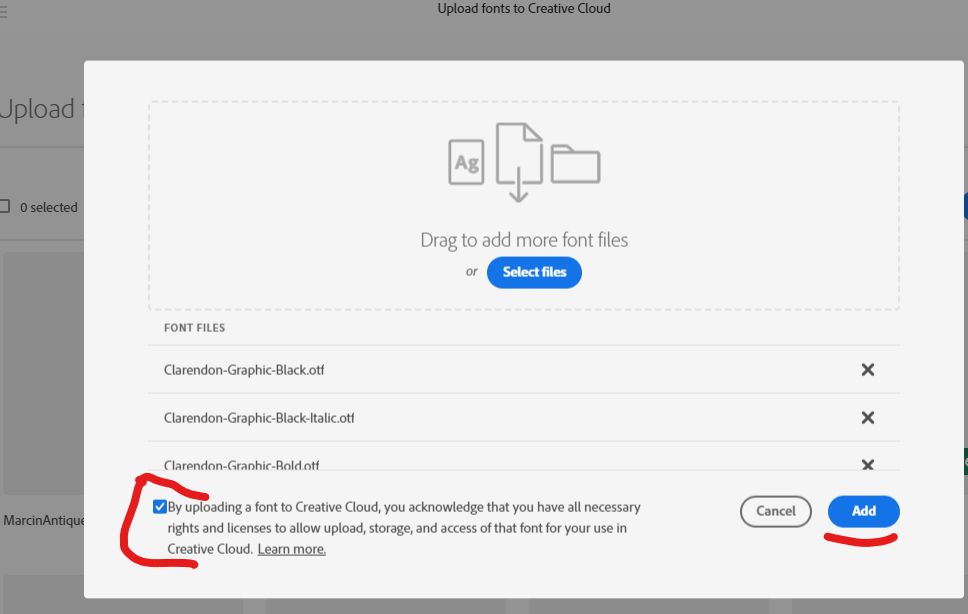 Upload fonts to Creative Cloud
Upload f
0 selected
Ag
Drag to add more font files
or Select files
FONT FILES
Clarendon-Graphic-Black.otf
Clarendon-Graphic-Black-Italic.otf
Clarendon-Graphic-Bold.otf
MarcinAntique
By uploading a font to Creative Cloud, you acknowledge that you have all necessary
rights and licenses to allow upload, storage, and access of that font for your use in
Creative Cloud. Learn more.
Cancel
Add